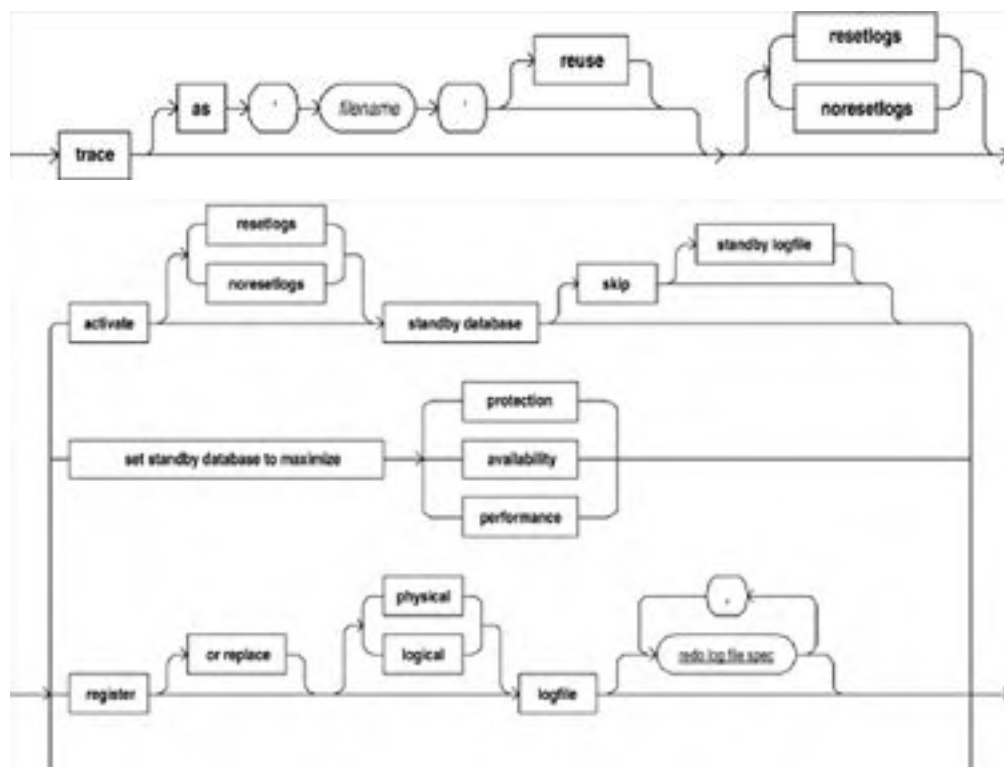 reuse
resetlogs
as ' filename '
noresetlogs
trace
resetlogs
standby logfile
noresetlogs
skip
activate
standby database
protection
set standby database to maximize
availability
performance
physical
,
or replace
logical
redo log file spec
register
logfile